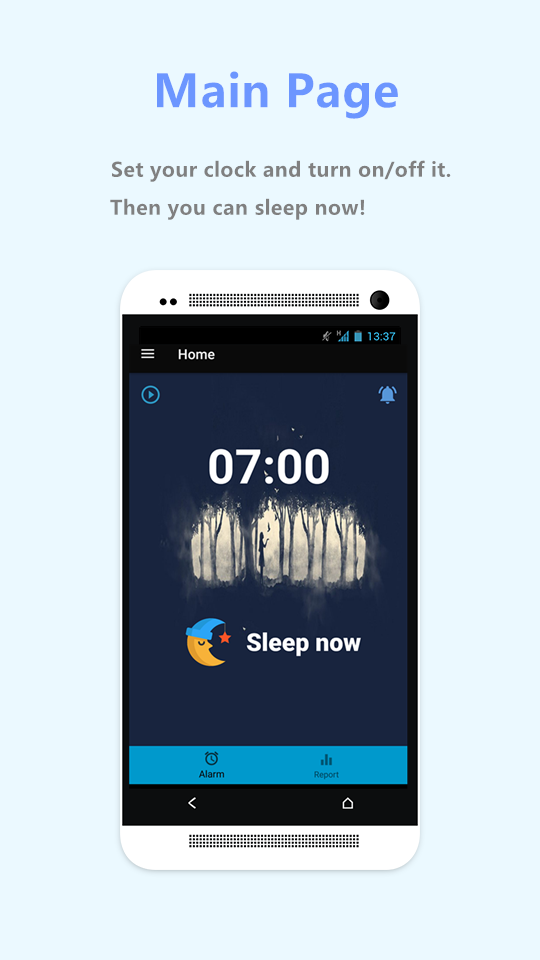 Main Page
Set your clock and turn on/off it.
Then you can sleep now!
H 13:37
Home
07:00
Sleep now
Alarm Report